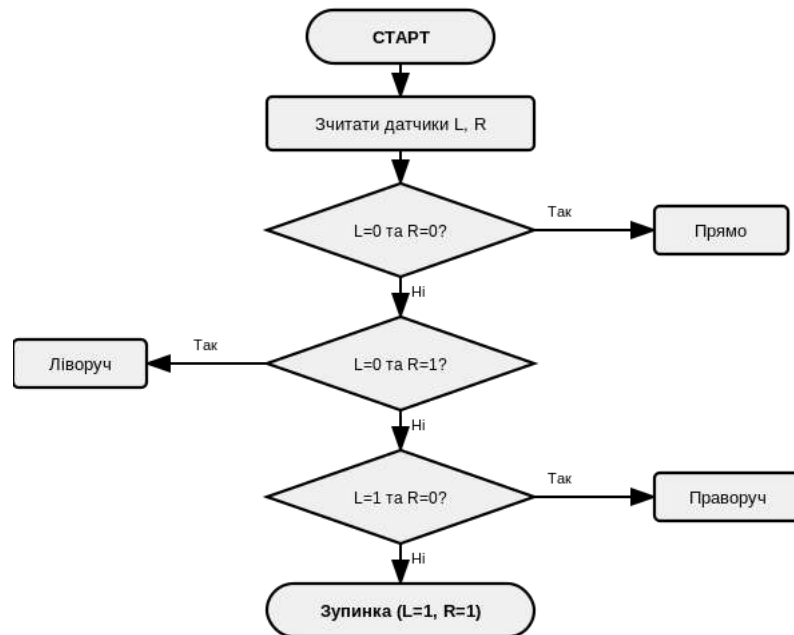 СТАРТ
Зчитати датчики L, R
L=0 та R=0?
Так
Прямо
Ні
L=0 та R=1?
Так
Ліворуч
Ні
L=1 та R=0?
Так
Праворуч
Ні
Зупинка (L=1, R=1)